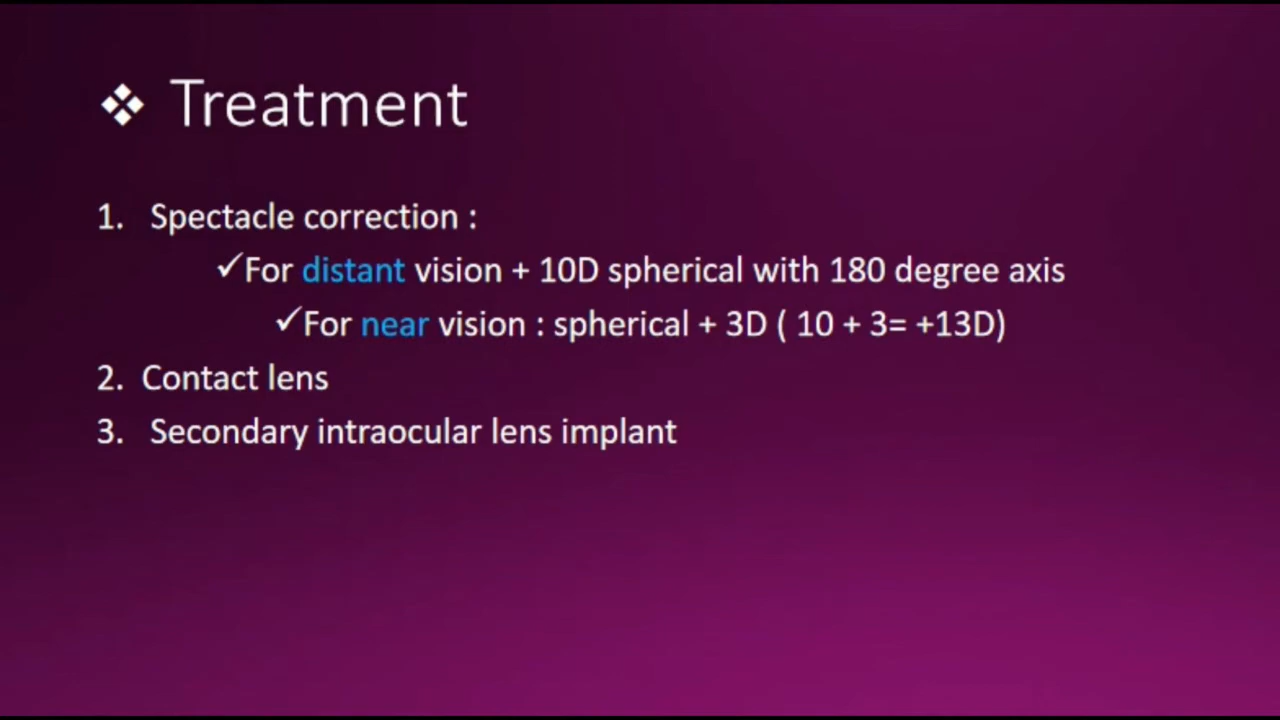 ❖ Treatment
1. Spectacle correction :
✓For distant vision + 10D spherical with 180 degree axis
✓For near vision : spherical + 3D ( 10 + 3= +13D)
2. Contact lens
3. Secondary intraocular lens implant